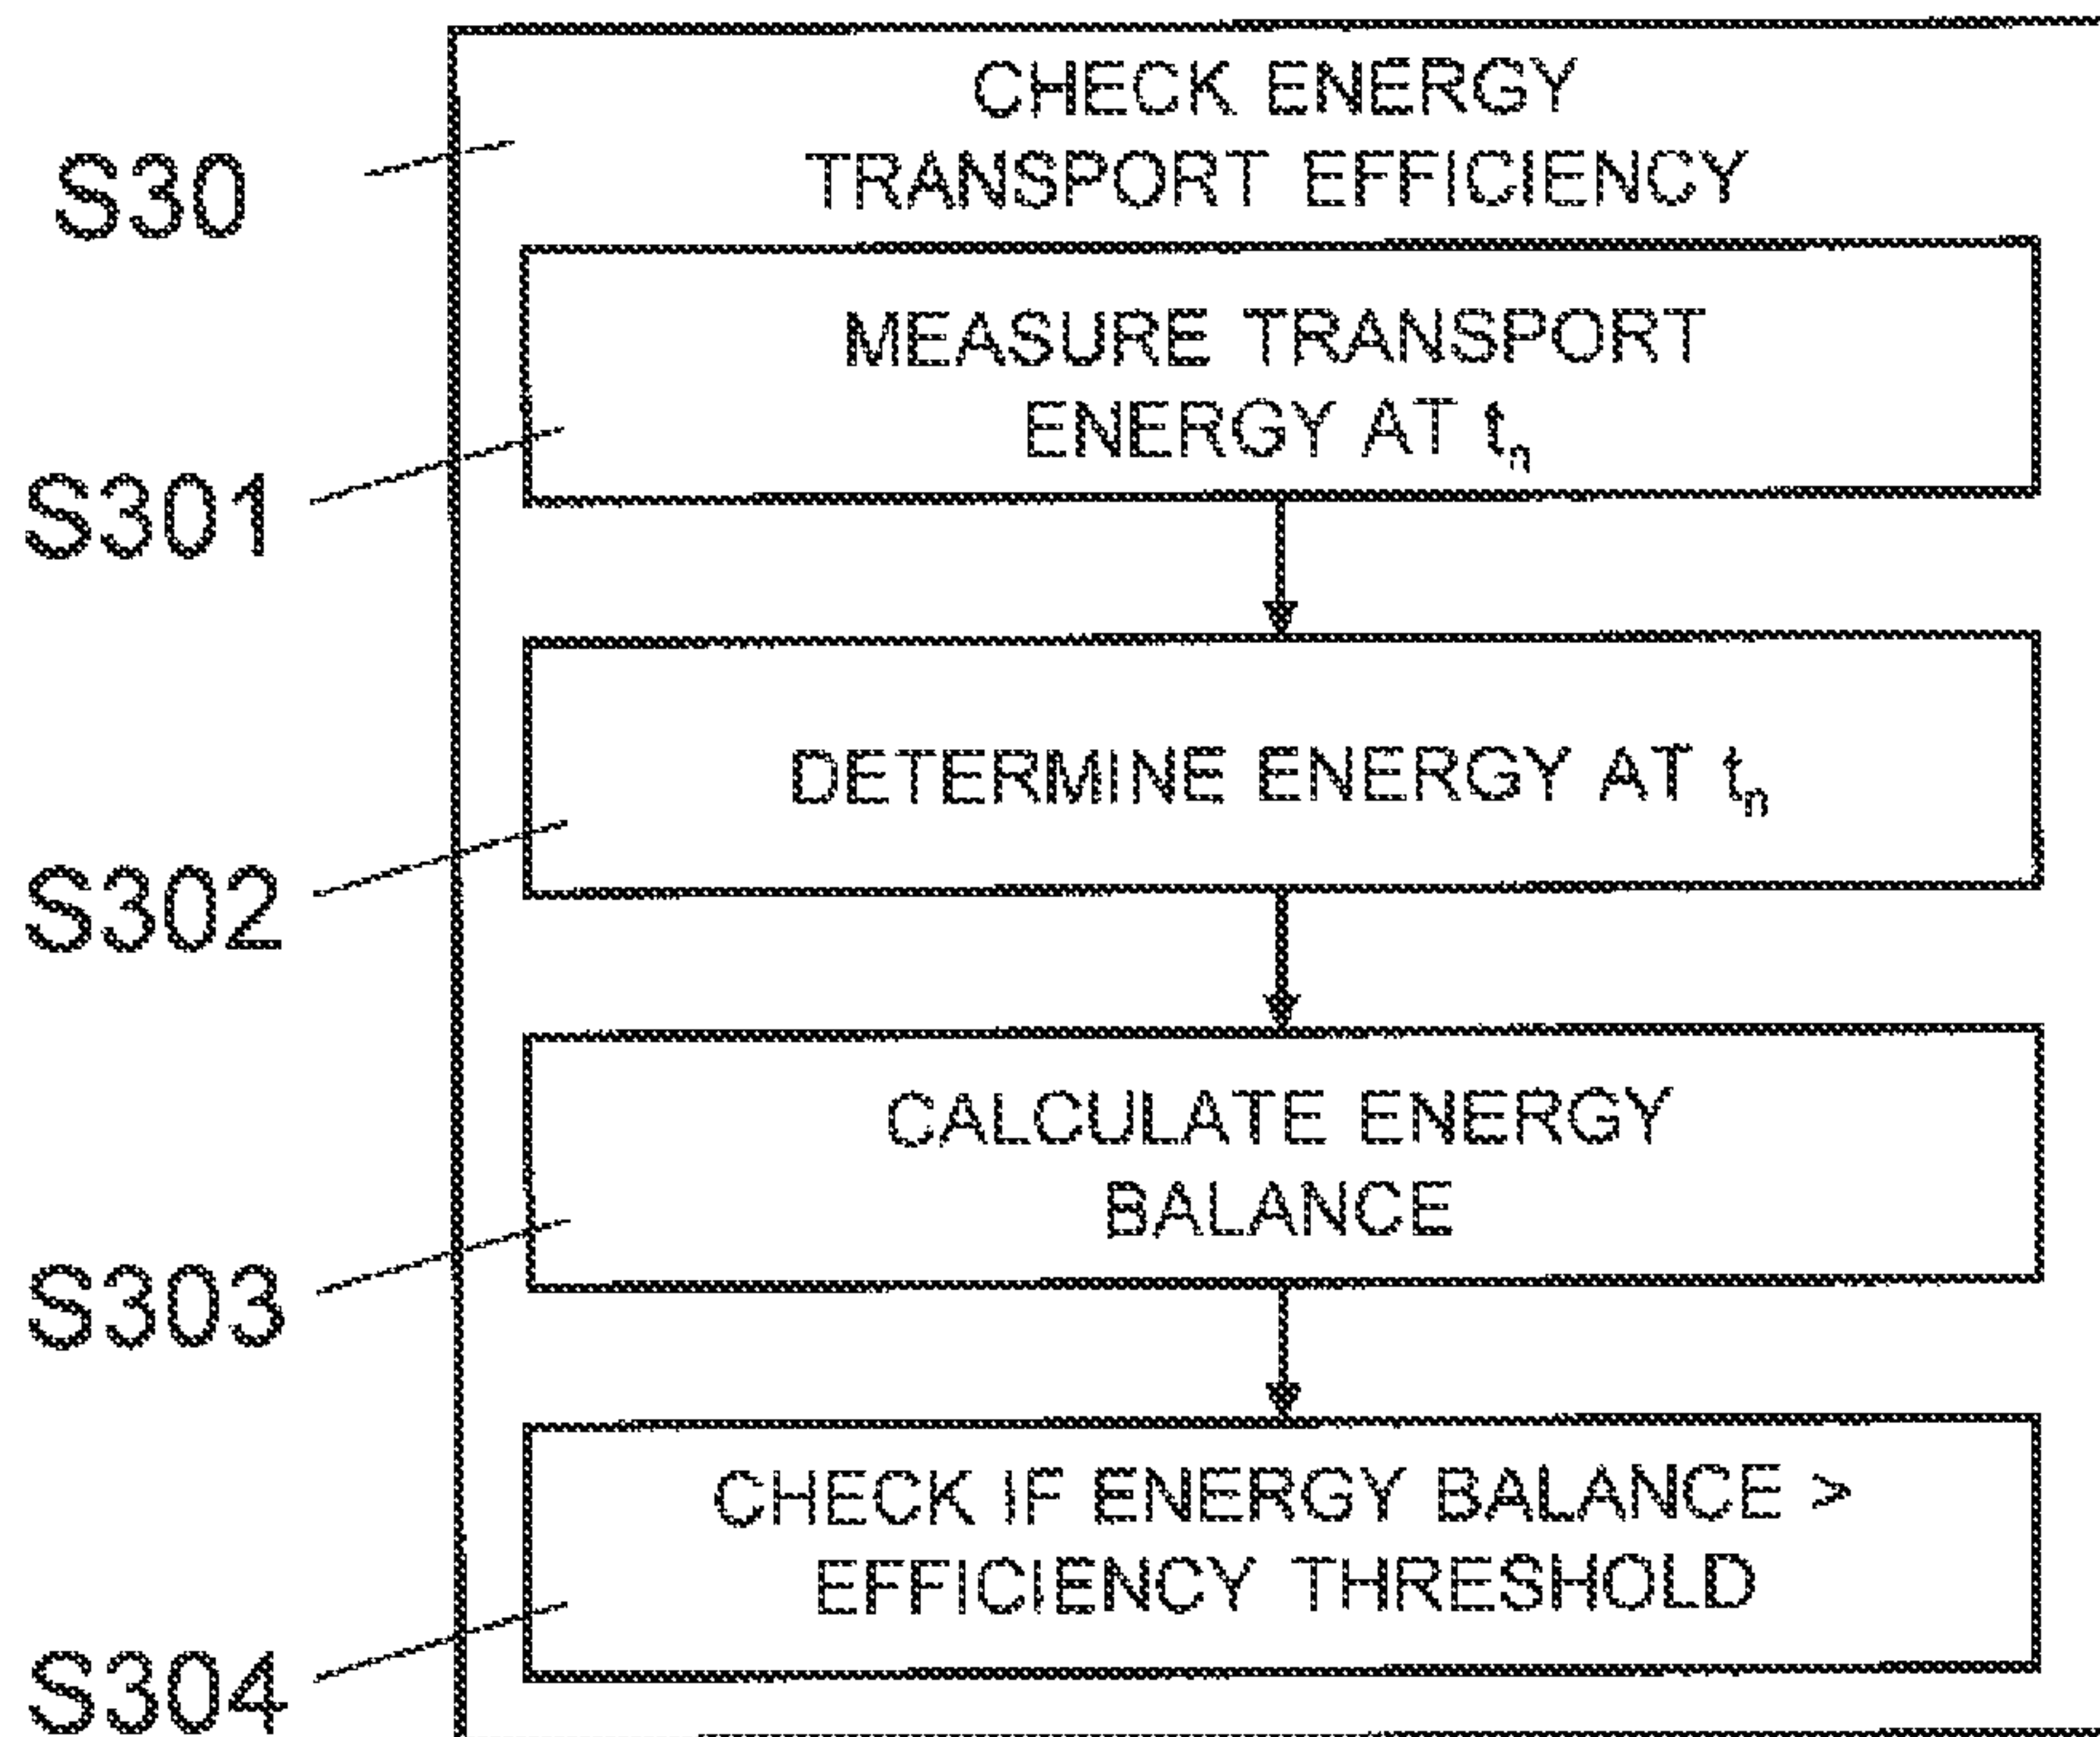 CHECK ENERGY
TRANSPORT EFFICIENCY
S30
MEASURE TRANSPORT
ENERGY AT tₙ
S301
DETERMINE ENERGY AT tₙ
S302
CALCULATE ENERGY
BALANCE
S303
CHECK IF ENERGY BALANCE >
EFFICIENCY THRESHOLD
S304